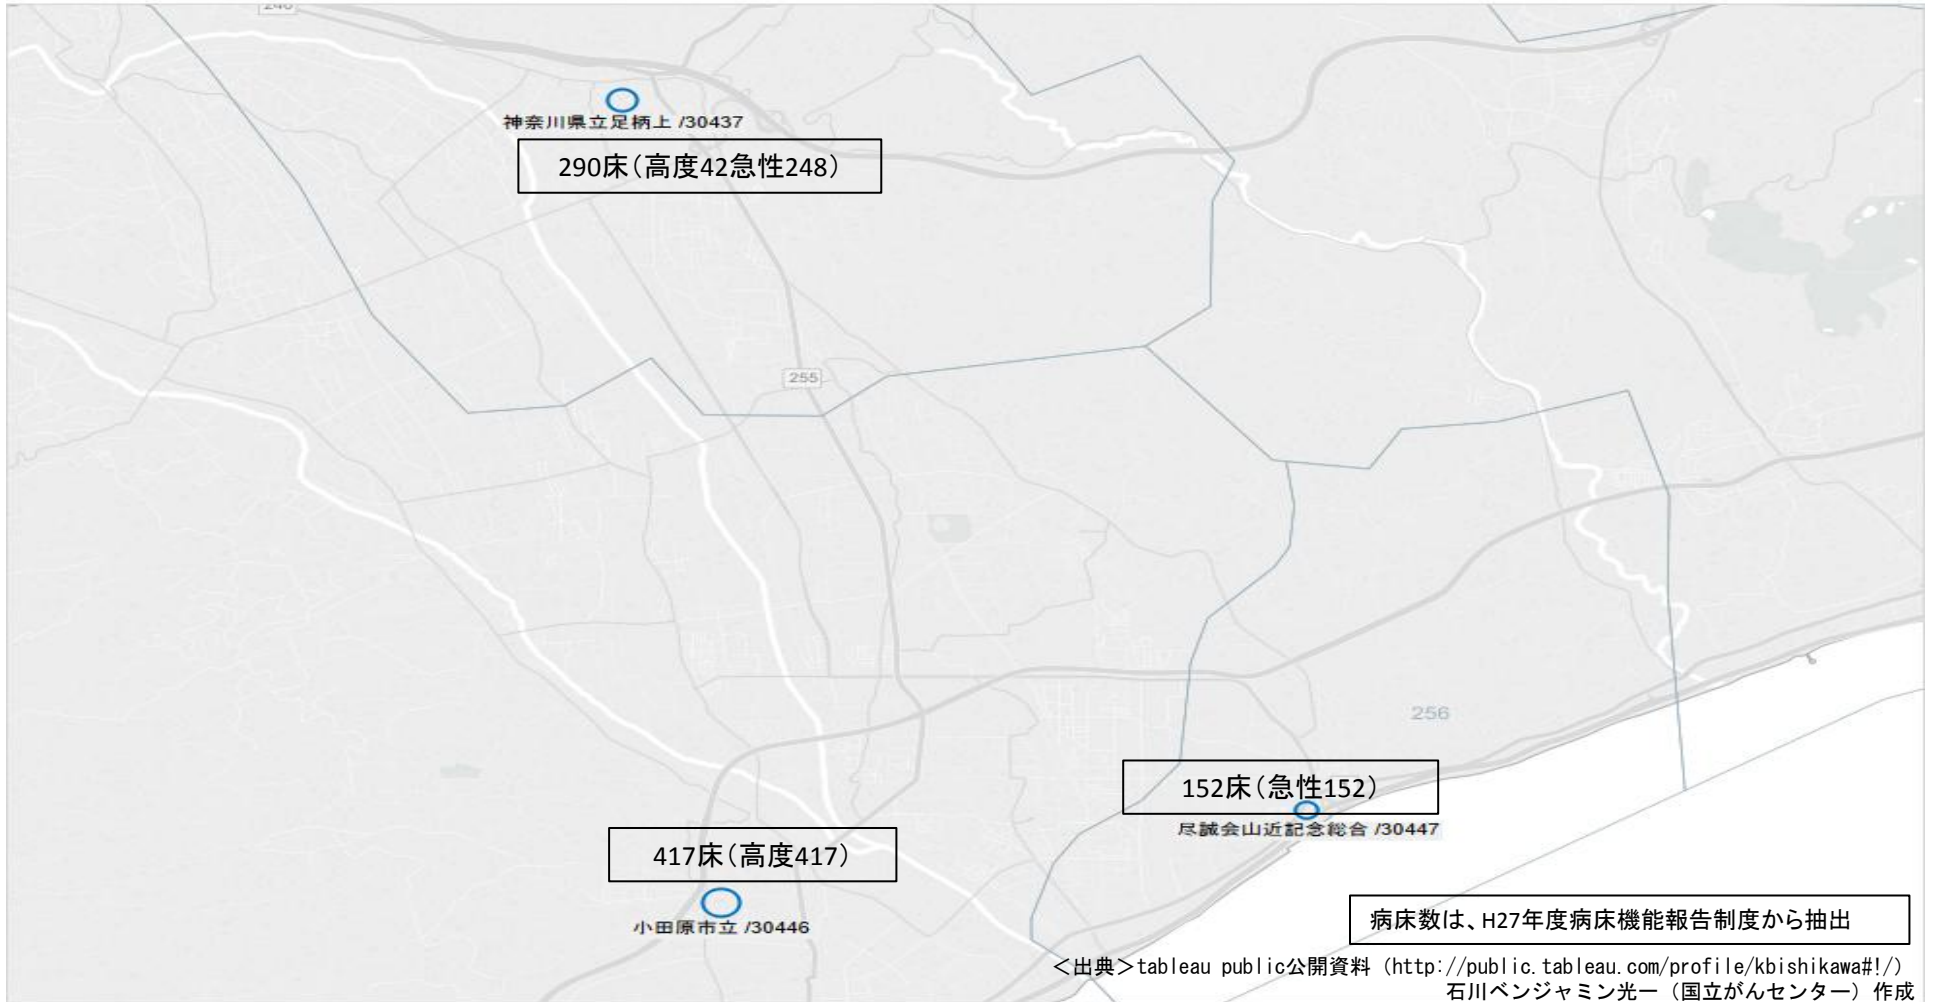 246
神奈川県立足柄上 /30437
290床（高度42急性248）
255
256
152床（急性152）
尽誠会山近記念総合 /30447
417床（高度417）
小田原市立 /30446
病床数は、H27年度病床機能報告制度から抽出
＜出典＞tableau public公開資料（http://public.tableau.com/profile/kbishikawa#!/）
石川ベンジャミン光一（国立がんセンター）作成